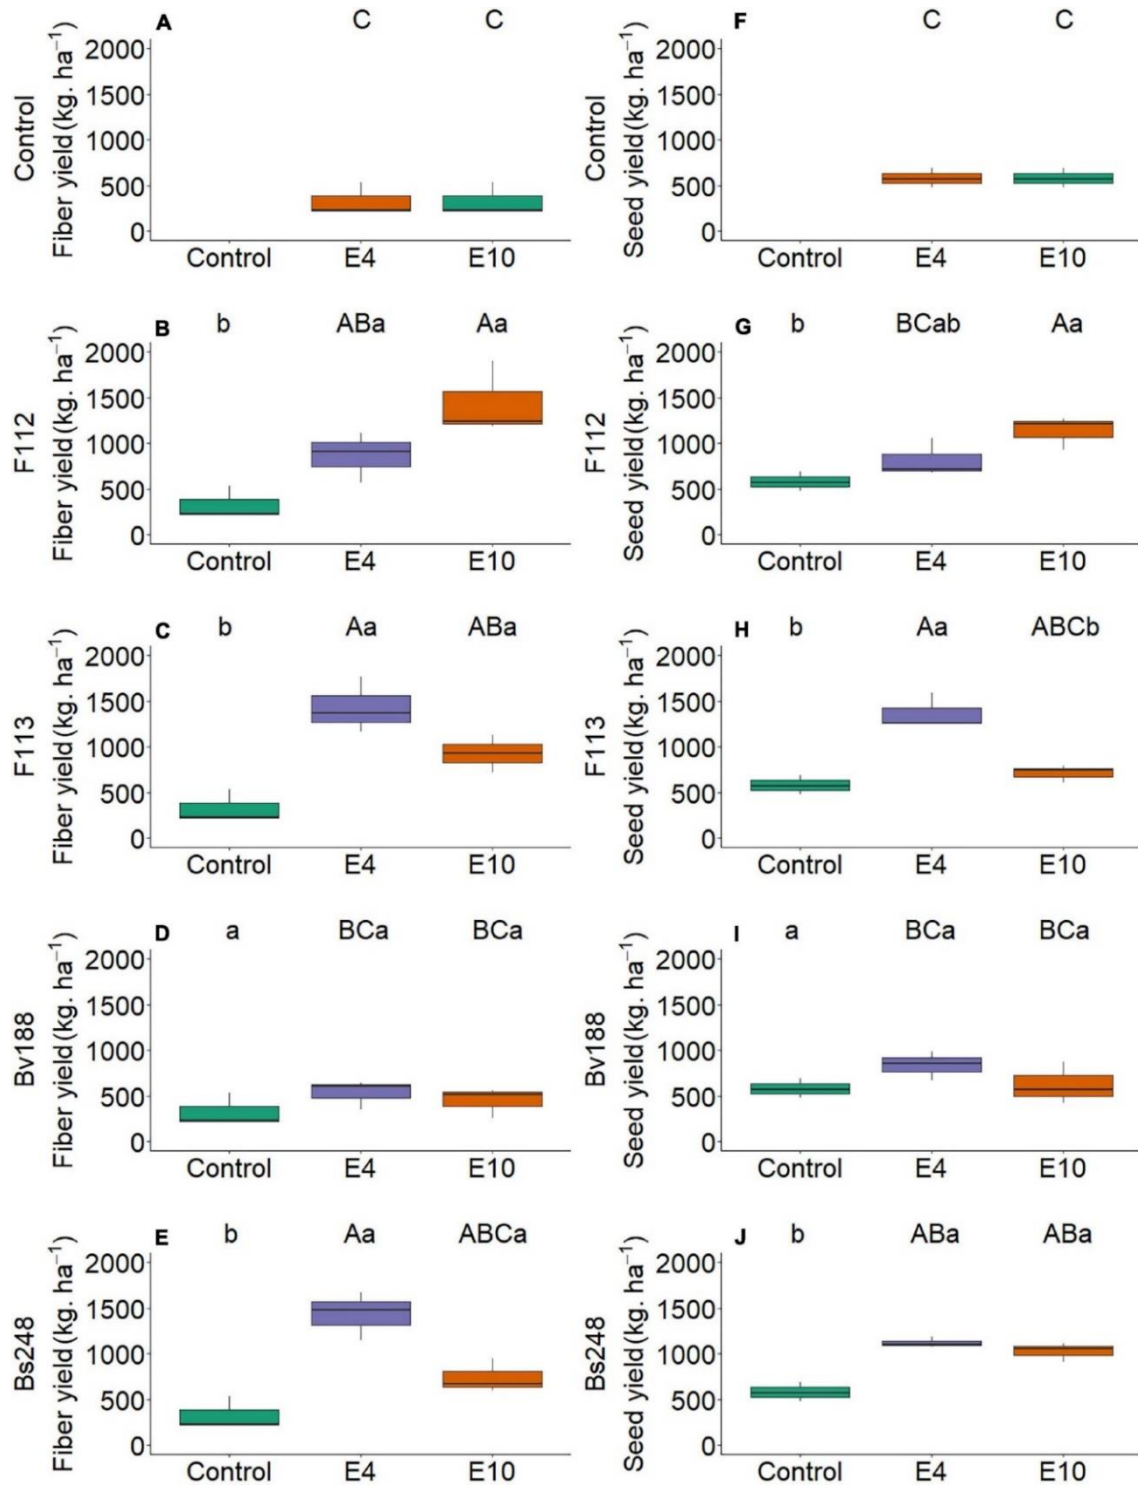 A C C
Control
Fiber yield(kg. ha⁻¹)
2000
1500
1000
500
0
Control E4 E10
F C C
Control
Seed yield(kg. ha⁻¹)
2000
1500
1000
500
0
Control E4 E10
B b ABa Aa
F112
Fiber yield(kg. ha⁻¹)
2000
1500
1000
500
0
Control E4 E10
G b BCab Aa
F112
Seed yield(kg. ha⁻¹)
2000
1500
1000
500
0
Control E4 E10
C b Aa ABa
F113
Fiber yield(kg. ha⁻¹)
2000
1500
1000
500
0
Control E4 E10
H b Aa ABCb
F113
Seed yield(kg. ha⁻¹)
2000
1500
1000
500
0
Control E4 E10
D a BCa BCa
Bv188
Fiber yield(kg. ha⁻¹)
2000
1500
1000
500
0
Control E4 E10
I a BCa BCa
Bv188
Seed yield(kg. ha⁻¹)
2000
1500
1000
500
0
Control E4 E10
E b Aa ABCa
Bs248
Fiber yield(kg. ha⁻¹)
2000
1500
1000
500
0
Control E4 E10
J b ABa ABa
Bs248
Seed yield(kg. ha⁻¹)
2000
1500
1000
500
0
Control E4 E10